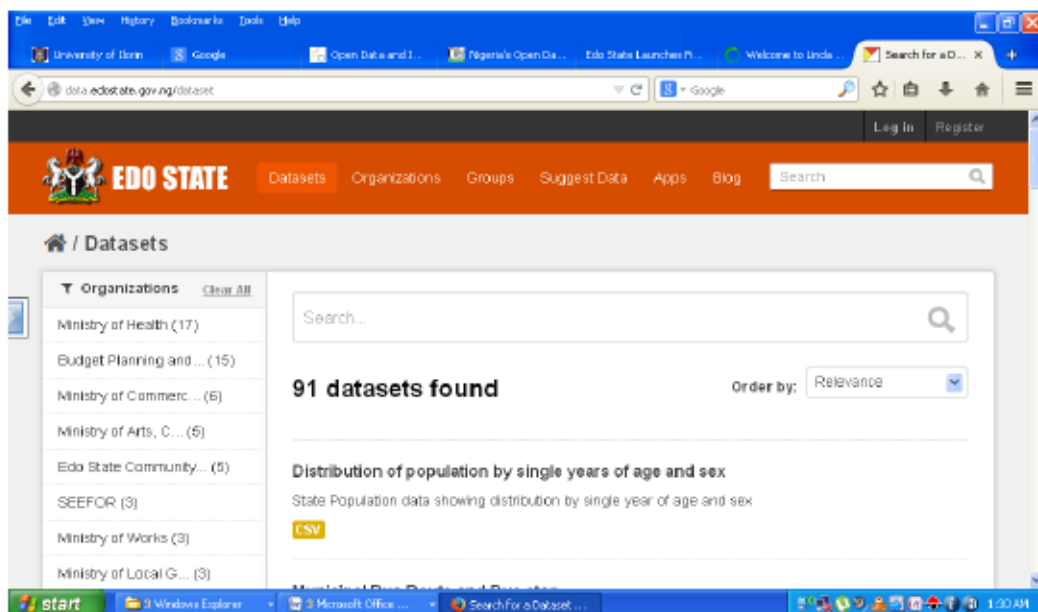 File Edit View History Bookmarks Tools Help
University of Ilorin Google Open Data and I... Nigeria's Open Da... Edo State Launches Fi... Welcome to Linda ... Search for a D... ×
data.edostate.gov.ng/dataset Google
Log in Register
EDO STATE Datasets Organizations Groups Suggest Data Apps Blog Search
/ Datasets
Organizations Clear All
Ministry of Health (17)
Budget Planning and ... (15)
Ministry of Commerc... (6)
Ministry of Arts, C... (5)
Edo State Community... (5)
SEEFOR (3)
Ministry of Works (3)
Ministry of Local G... (3)
Search...
91 datasets found Order by: Relevance
Distribution of population by single years of age and sex
State Population data showing distribution by single year of age and sex
CSV
start 3 Windows Explorer 3 Microsoft Office ... Search for a Dataset ... 1:30 AM